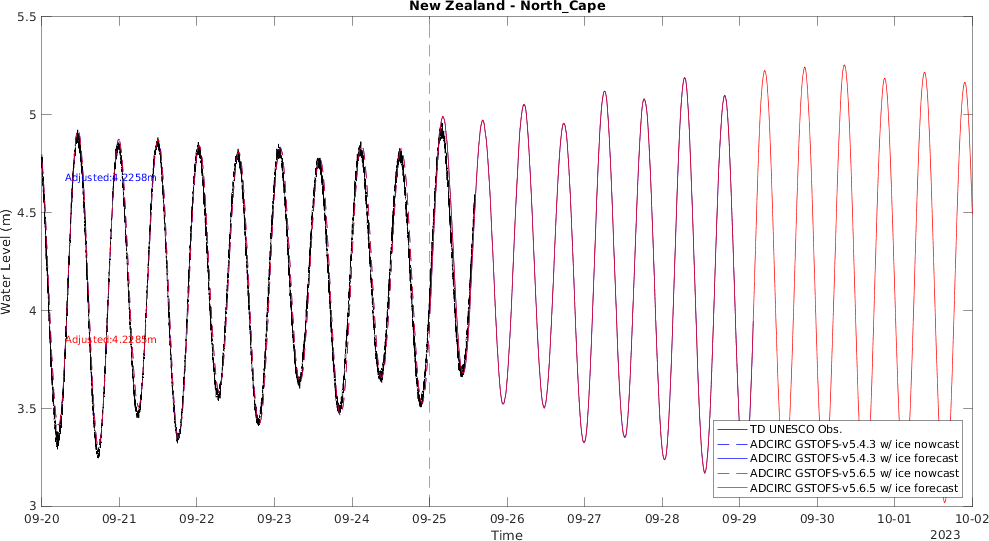 New Zealand - North_Cape
5.5
5
4.5
4
3.5
3
Water Level (m)
Adjusted:4.2258m
Adjusted:4.2285m
TD UNESCO Obs.
ADCIRC GSTOFS-v5.4.3 w/ ice nowcast
ADCIRC GSTOFS-v5.4.3 w/ ice forecast
ADCIRC GSTOFS-v5.6.5 w/ ice nowcast
ADCIRC GSTOFS-v5.6.5 w/ ice forecast
09-20 09-21 09-22 09-23 09-24 09-25 09-26 09-27 09-28 09-29 09-30 10-01 10-02
Time
2023